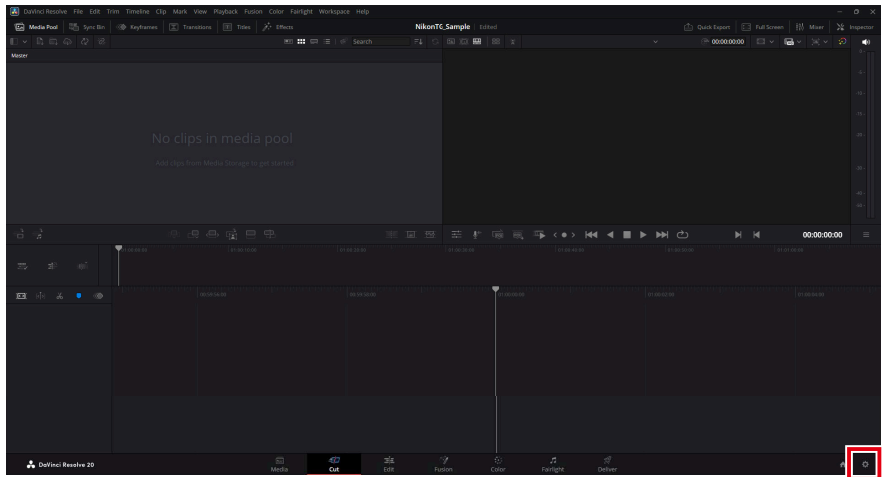 DaVinci Resolve File Edit Trim Timeline Clip Mark View Playback Fusion Color Fairlight Workspace Help
Media Pool Sync Bin Keyframes Transitions Titles Effects NikonTG_Sample Edited Quick Export Full Screen Mixer Inspector
Search 00:00:00:00
Master
No clips in media pool
Add clips from Media Storage to get started
00:00:00:00
DaVinci Resolve 20 Media Cut Edit Fusion Color Fairlight Deliver